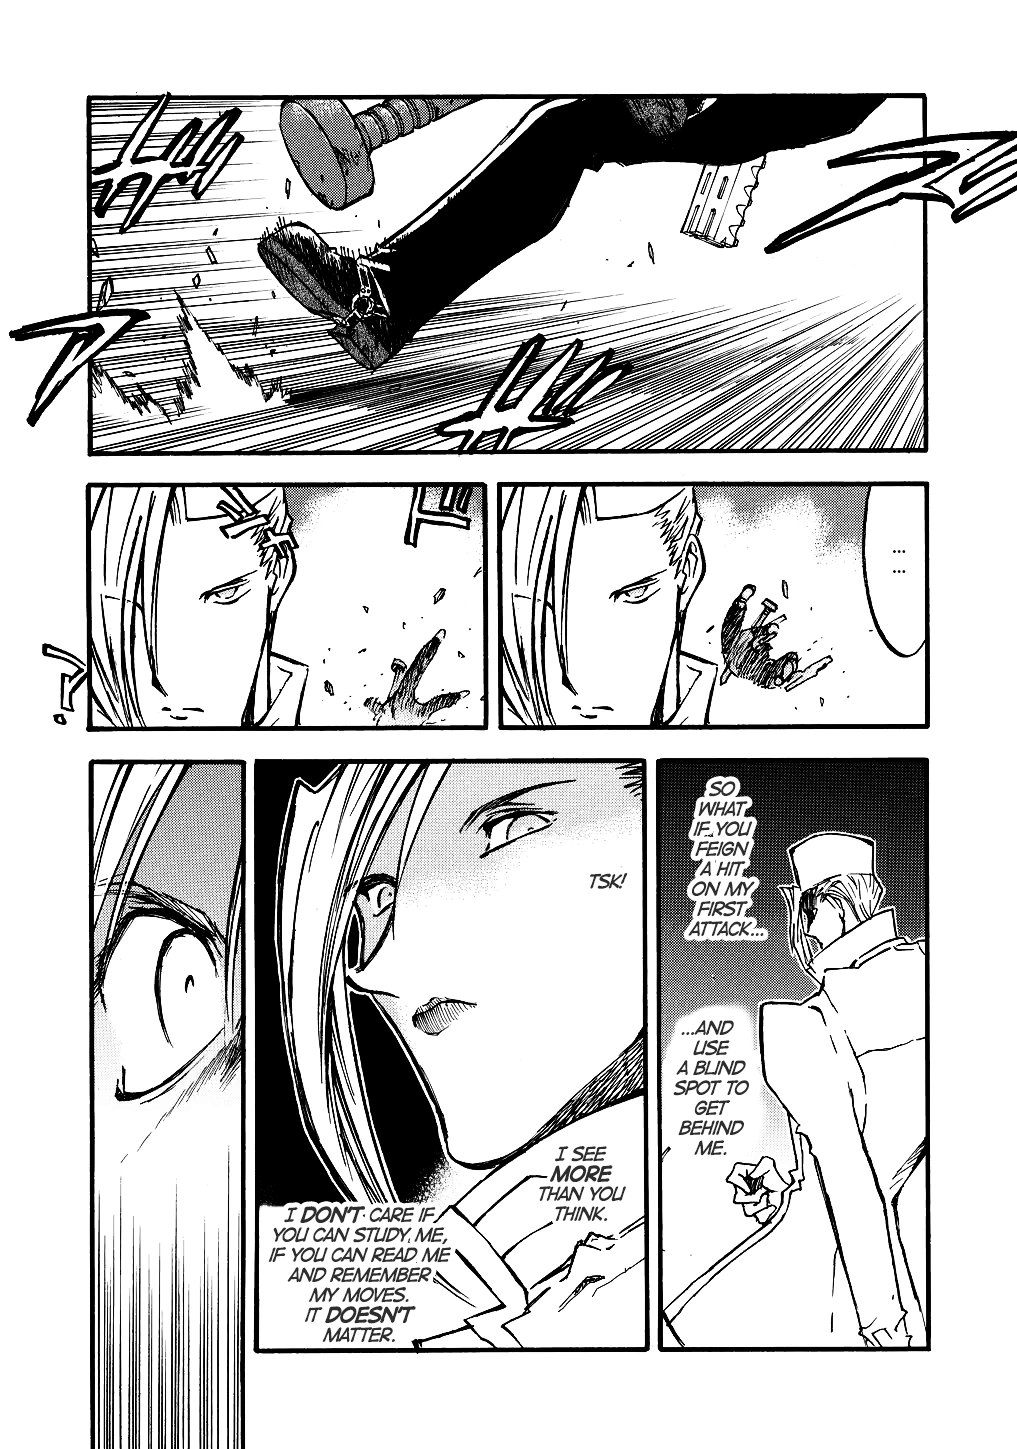 ...
...
SO
WHAT
IF YOU
FEIGN
A HIT
ON MY
FIRST
ATTACK...
...AND
USE
A BLIND
SPOT TO
GET
BEHIND
ME.
TSK!
I SEE
MORE
THAN YOU
THINK.
I DON'T CARE IF
YOU CAN STUDY ME,
IF YOU CAN READ ME
AND REMEMBER
MY MOVES.
IT DOESN'T
MATTER.